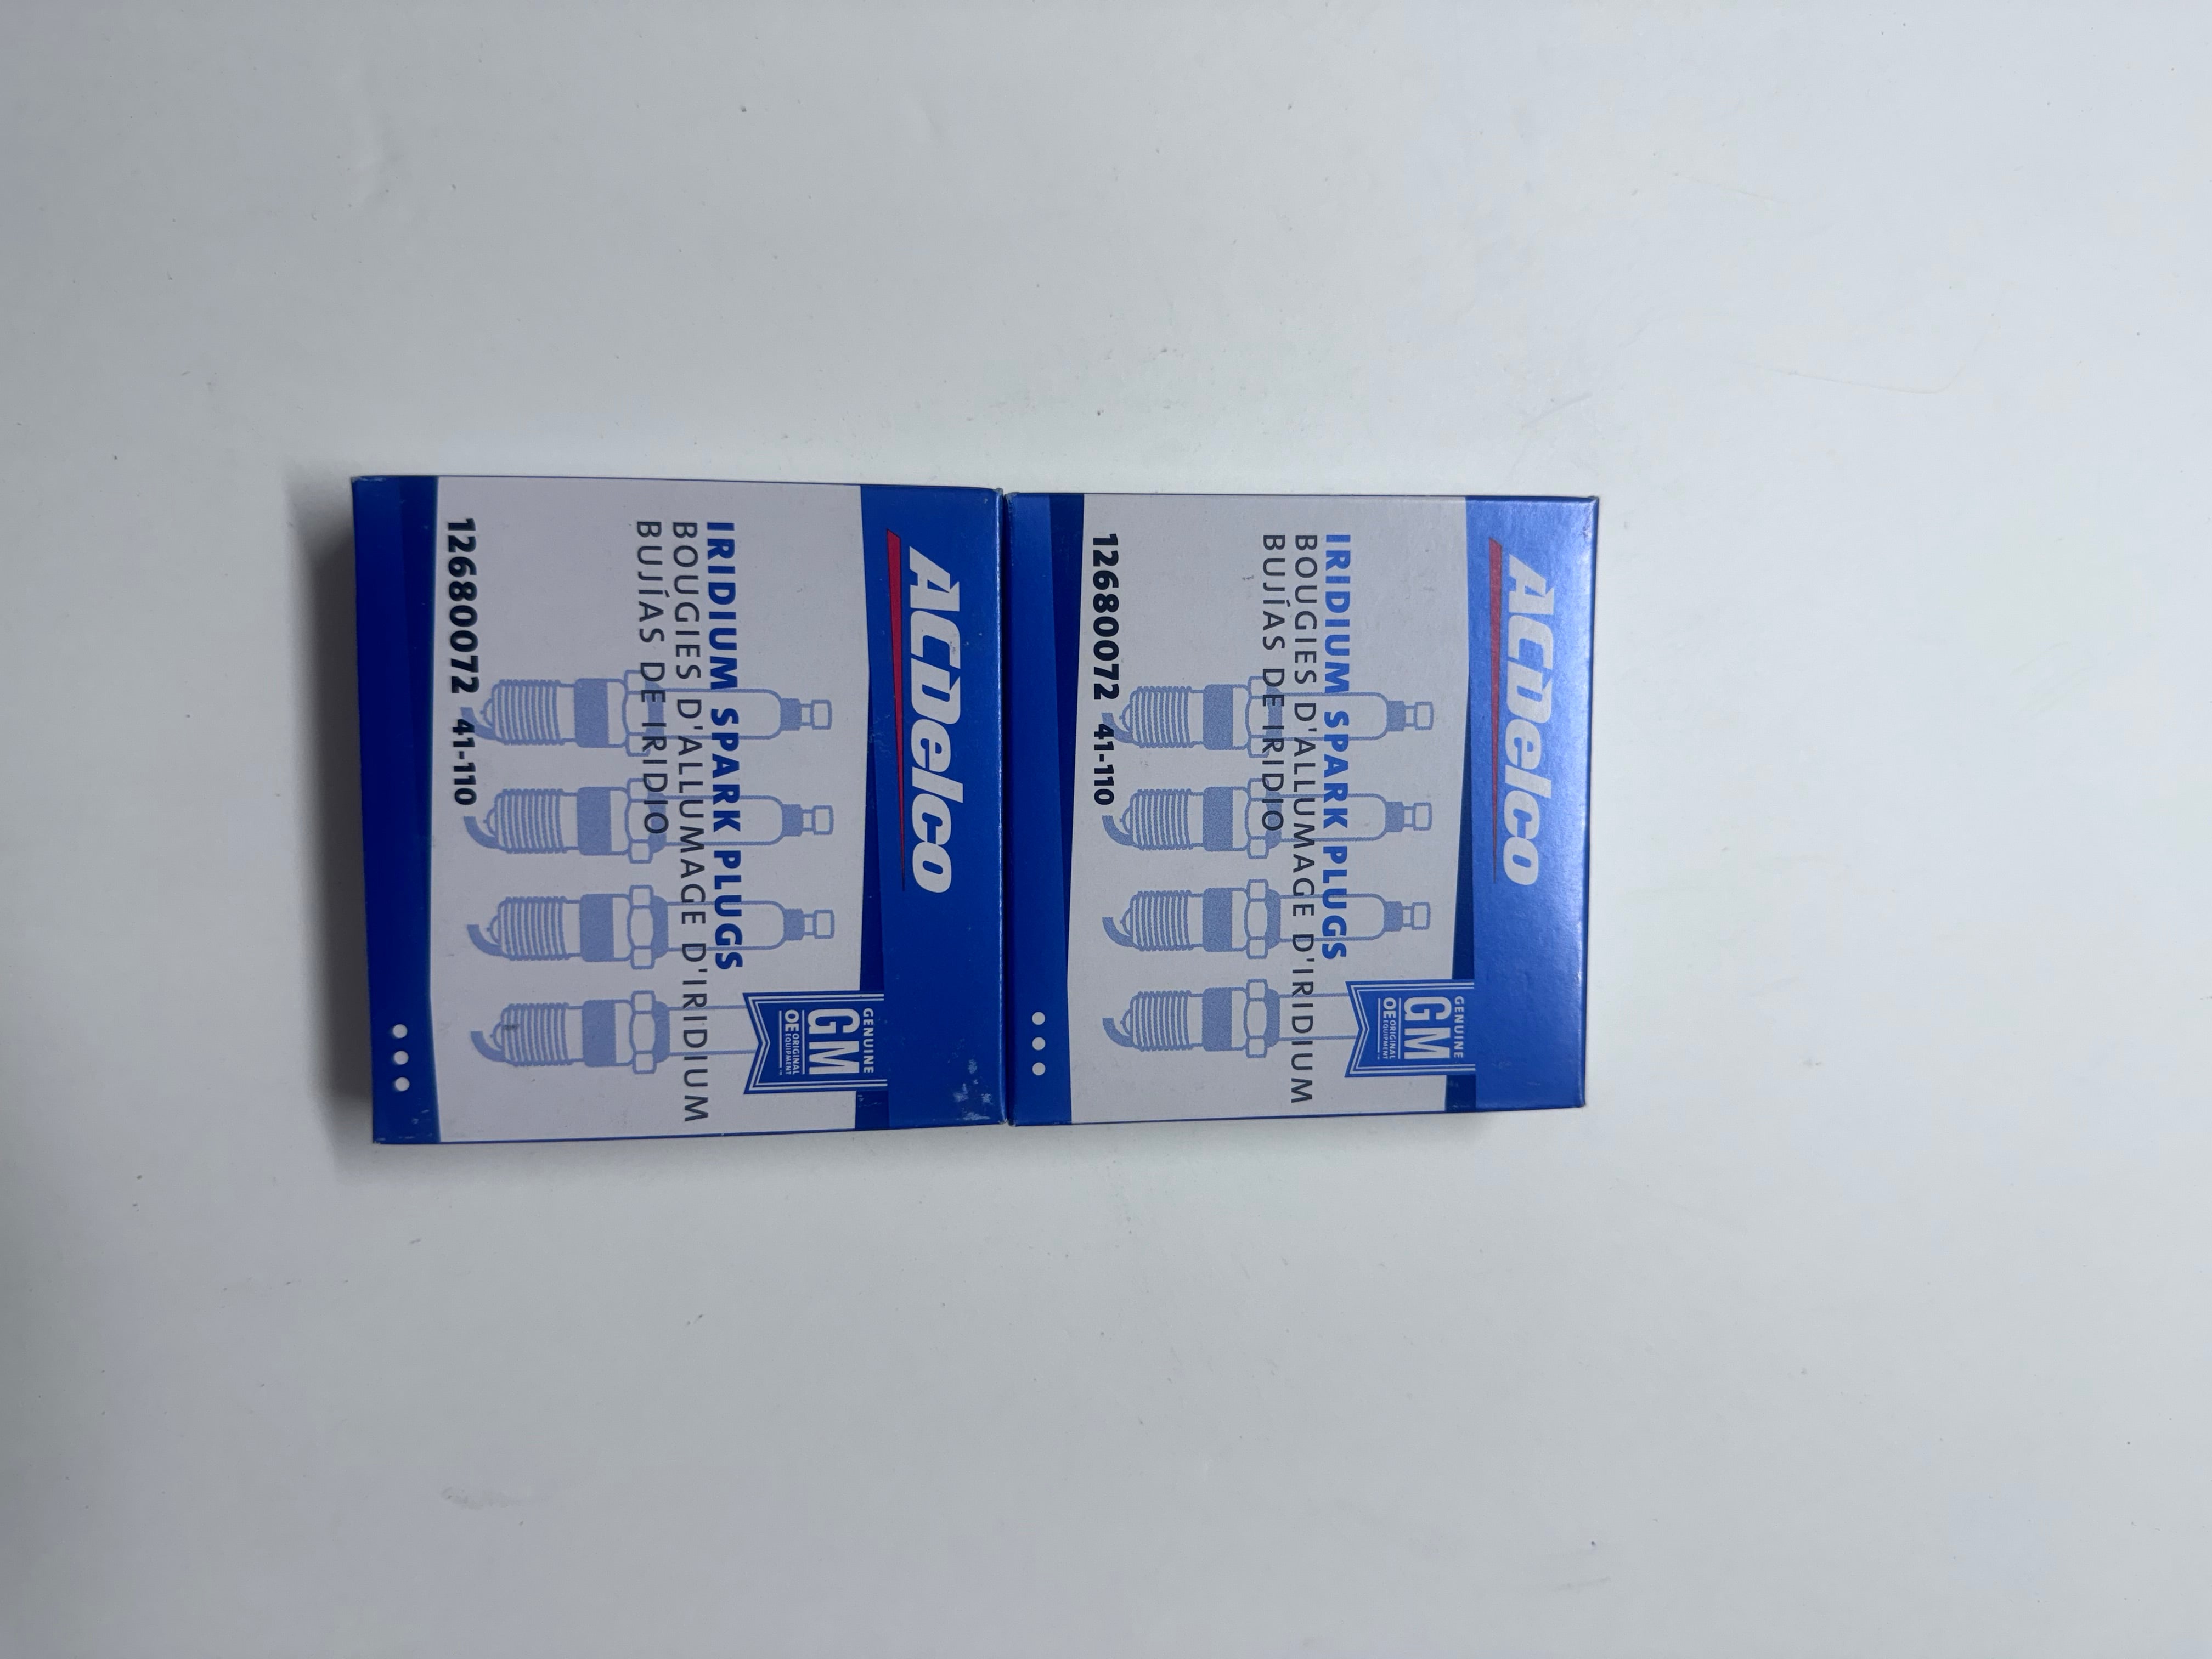 ACDelco
GENUINE
GM
ORIGINAL
OE EQUIPMENT
IRIDIUM SPARK PLUGS
BOUGIES D'ALLUMAGE D'IRIDIUM
BUJÍAS DE IRIDIO
12680072 41-110
ACDelco
GENUINE
GM
ORIGINAL
OE EQUIPMENT
IRIDIUM SPARK PLUGS
BOUGIES D'ALLUMAGE D'IRIDIUM
BUJÍAS DE IRIDIO
12680072 41-110